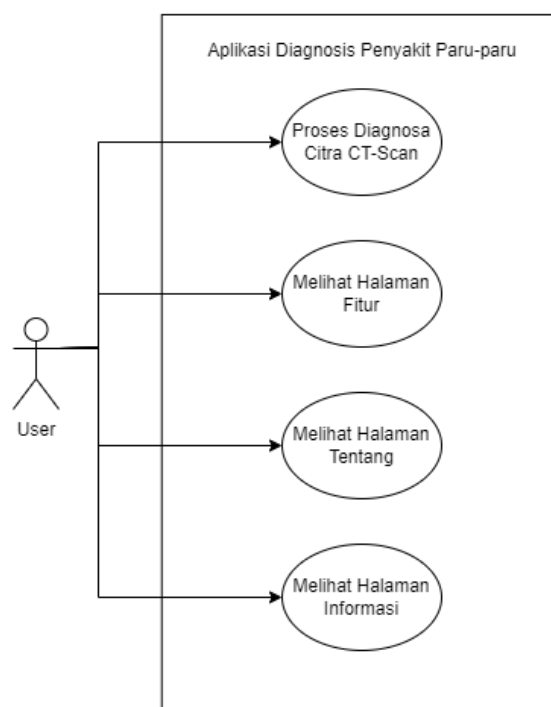 Aplikasi Diagnosis Penyakit Paru-paru
Proses Diagnosa
Citra CT-Scan
Melihat Halaman
Fitur
User
Melihat Halaman
Tentang
Melihat Halaman
Informasi